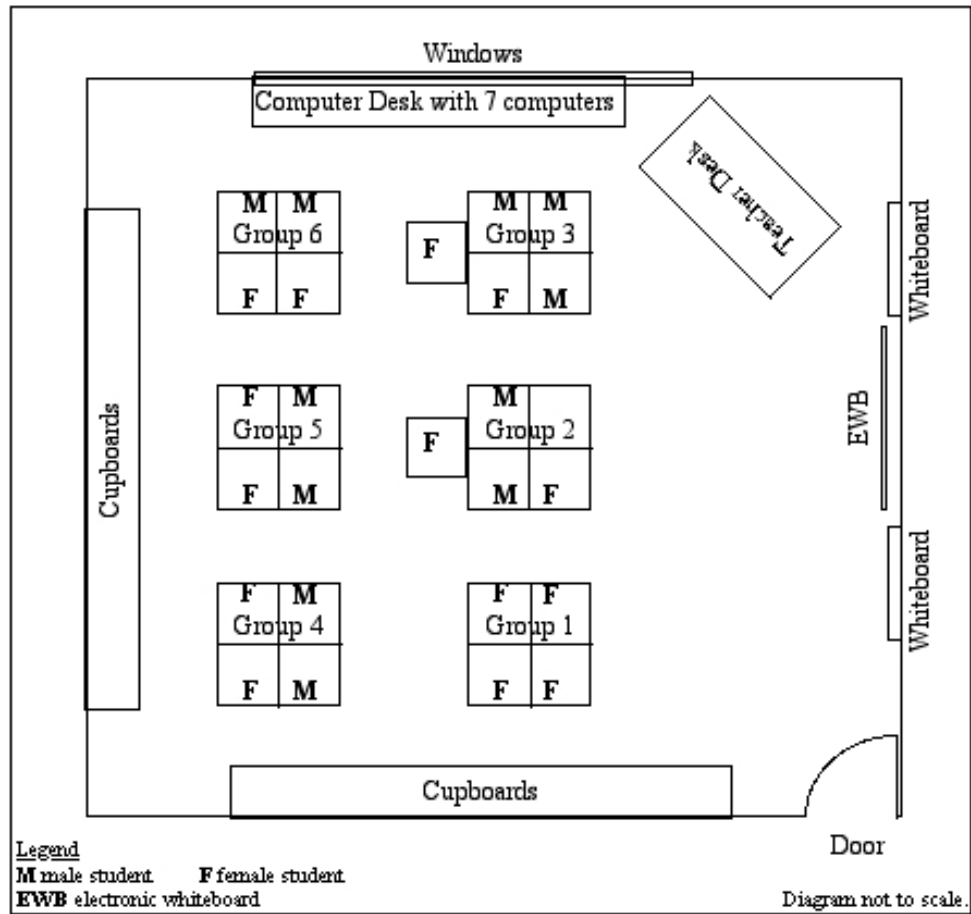 Windows
Computer Desk with 7 computers
Teacher Desk
M M
Group 6
F F
M M
Group 3
F M
F
Whiteboard
F M
Group 5
F M
M
Group 2
M F
F
EWB
Cupboards
F M
Group 4
F M
F F
Group 1
F F
Whiteboard
Cupboards
Door
Legend
M male student F female student
EWB electronic whiteboard
Diagram not to scale.